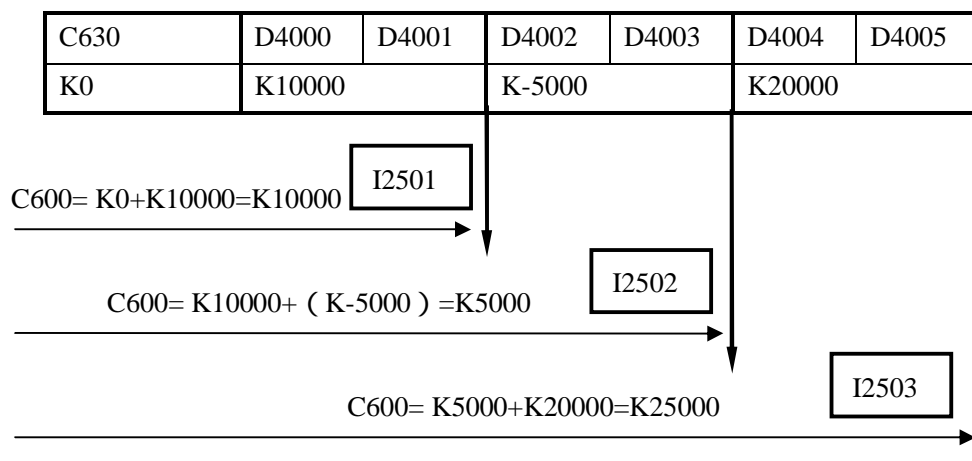 C630 D4000 D4001 D4002 D4003 D4004 D4005
K0 K10000 K-5000 K20000
I2501
C600= K0+K10000=K10000
I2502
C600= K10000+（K-5000）=K5000
I2503
C600= K5000+K20000=K25000